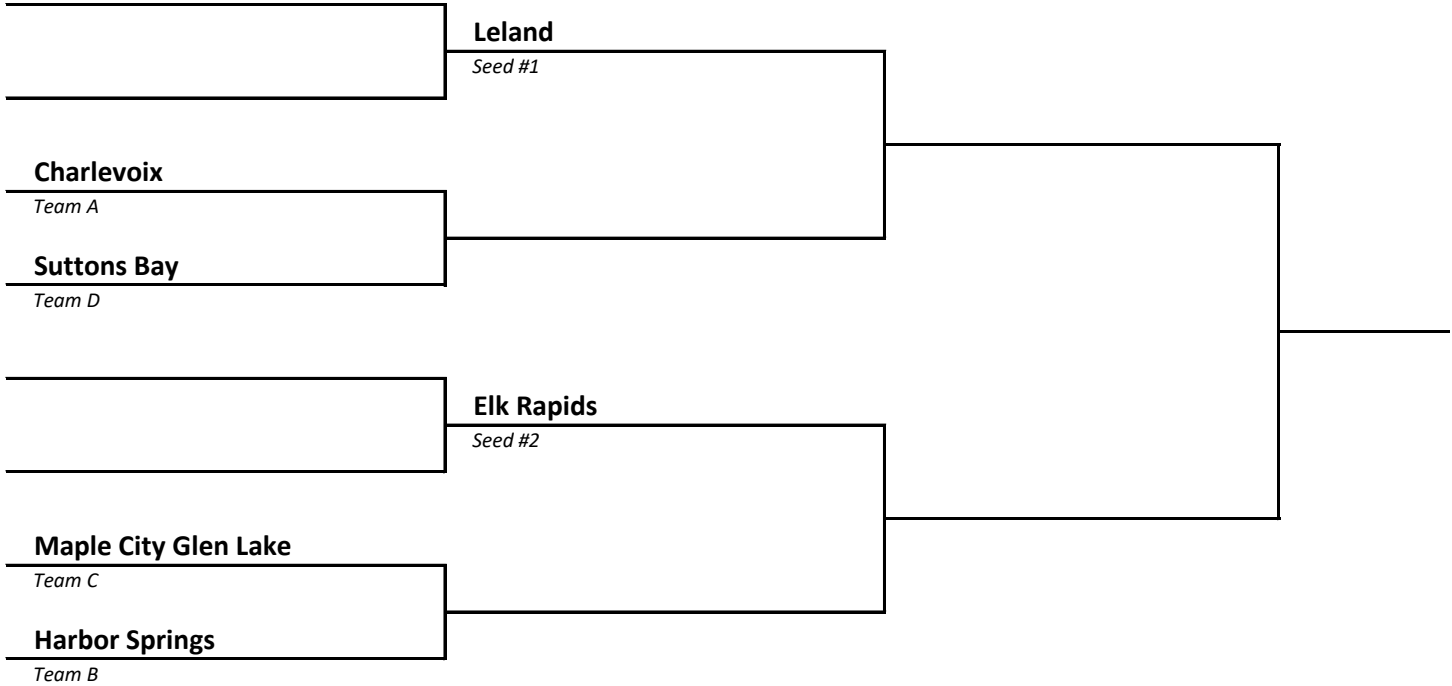 Leland
Seed #1
Charlevoix
Team A
Suttons Bay
Team D
Elk Rapids
Seed #2
Maple City Glen Lake
Team C
Harbor Springs
Team B